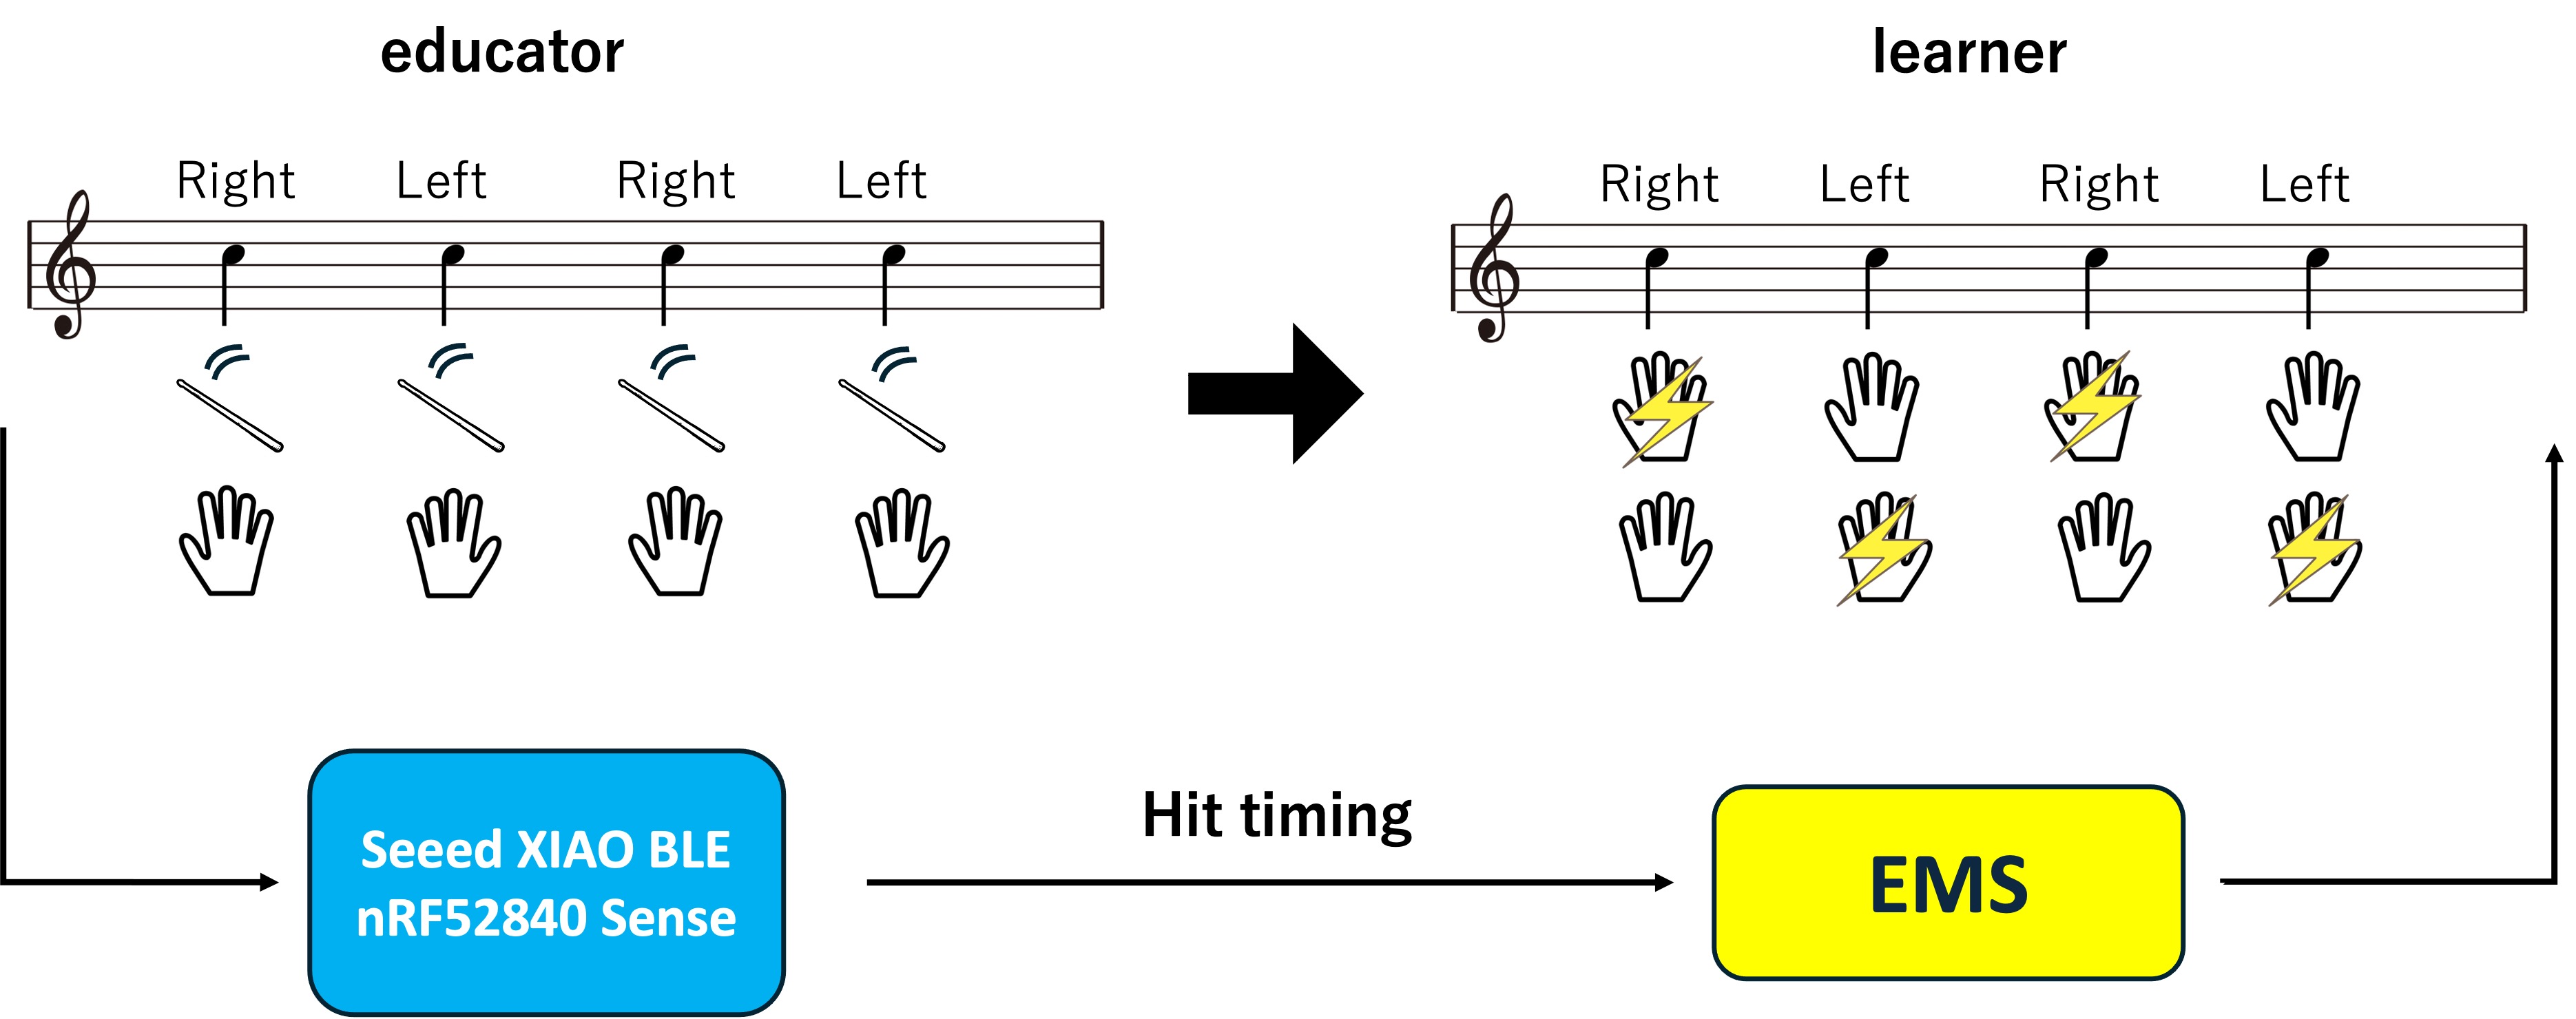 educator
learner
Right Left Right Left
Right Left Right Left
Hit timing
Seeed XIAO BLE
nRF52840 Sense
EMS